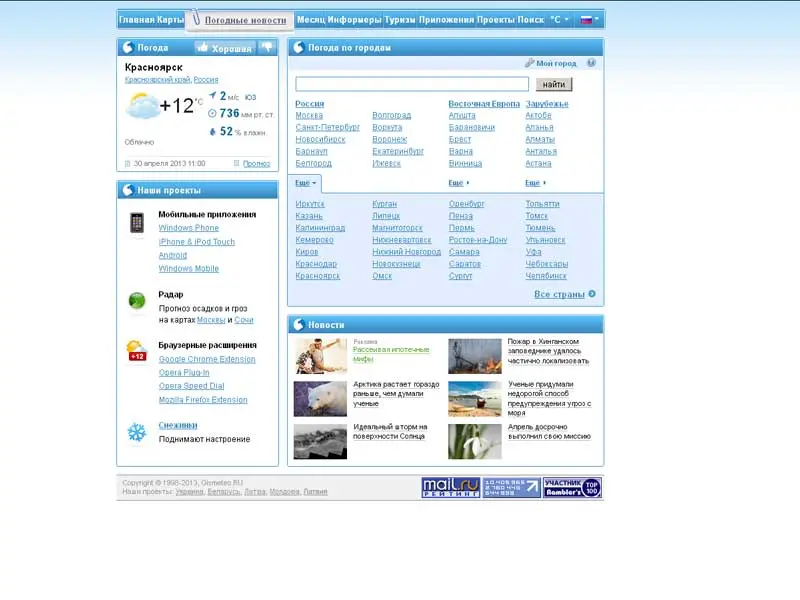 Главная Карты Погодные новости Месяц Информеры Туризм Приложения Проекты Поиск °C
Погода Хорошая
Красноярск
Красноярский край, Россия
+12°C
2 м/с ЮЗ
736 мм рт. ст.
52 % влажн.
Облачно
30 апреля 2013 11:00 Прогноз
Наши проекты
Мобильные приложения
Windows Phone
iPhone & iPod Touch
Android
Windows Mobile
Радар
Прогноз осадков и гроз
на картах Москвы и Сочи
Браузерные расширения
+12
Google Chrome Extension
Opera Plug-In
Opera Speed Dial
Mozilla Firefox Extension
Снежинки
Поднимают настроение
Погода по городам
Мой город
найти
Россия Восточная Европа Зарубежье
Москва Волгоград Алушта Актобе
Санкт-Петербург Воркута Барановичи Аланья
Новосибирск Воронеж Брест Алматы
Барнаул Екатеринбург Варна Анталья
Белгород Ижевск Винница Астана
Еще Еще Еще
Иркутск Курган Оренбург Тольятти
Казань Липецк Пенза Томск
Калининград Магнитогорск Пермь Тюмень
Кемерово Нижневартовск Ростов-на-Дону Ульяновск
Киров Нижний Новгород Самара Уфа
Краснодар Новокузнецк Саратов Чебоксары
Красноярск Омск Сургут Челябинск
Все страны
Новости
Реклама
Рассеивая ипотечные
мифы
Пожар в Хинганском
заповеднике удалось
частично локализовать
Арктика растает гораздо
раньше, чем думали
ученые
Ученые придумали
недорогой способ
предупреждения угроз с
моря
Идеальный шторм на
поверхности Солнца
Апрель досрочно
выполнил свою миссию
Copyright © 1998-2013, Gismeteo.RU
Наши проекты: Украина, Беларусь, Литва, Молдова, Латвия
mail.ru
РЕЙТИНГ
УЧАСТНИК
Rambler's
TOP
100